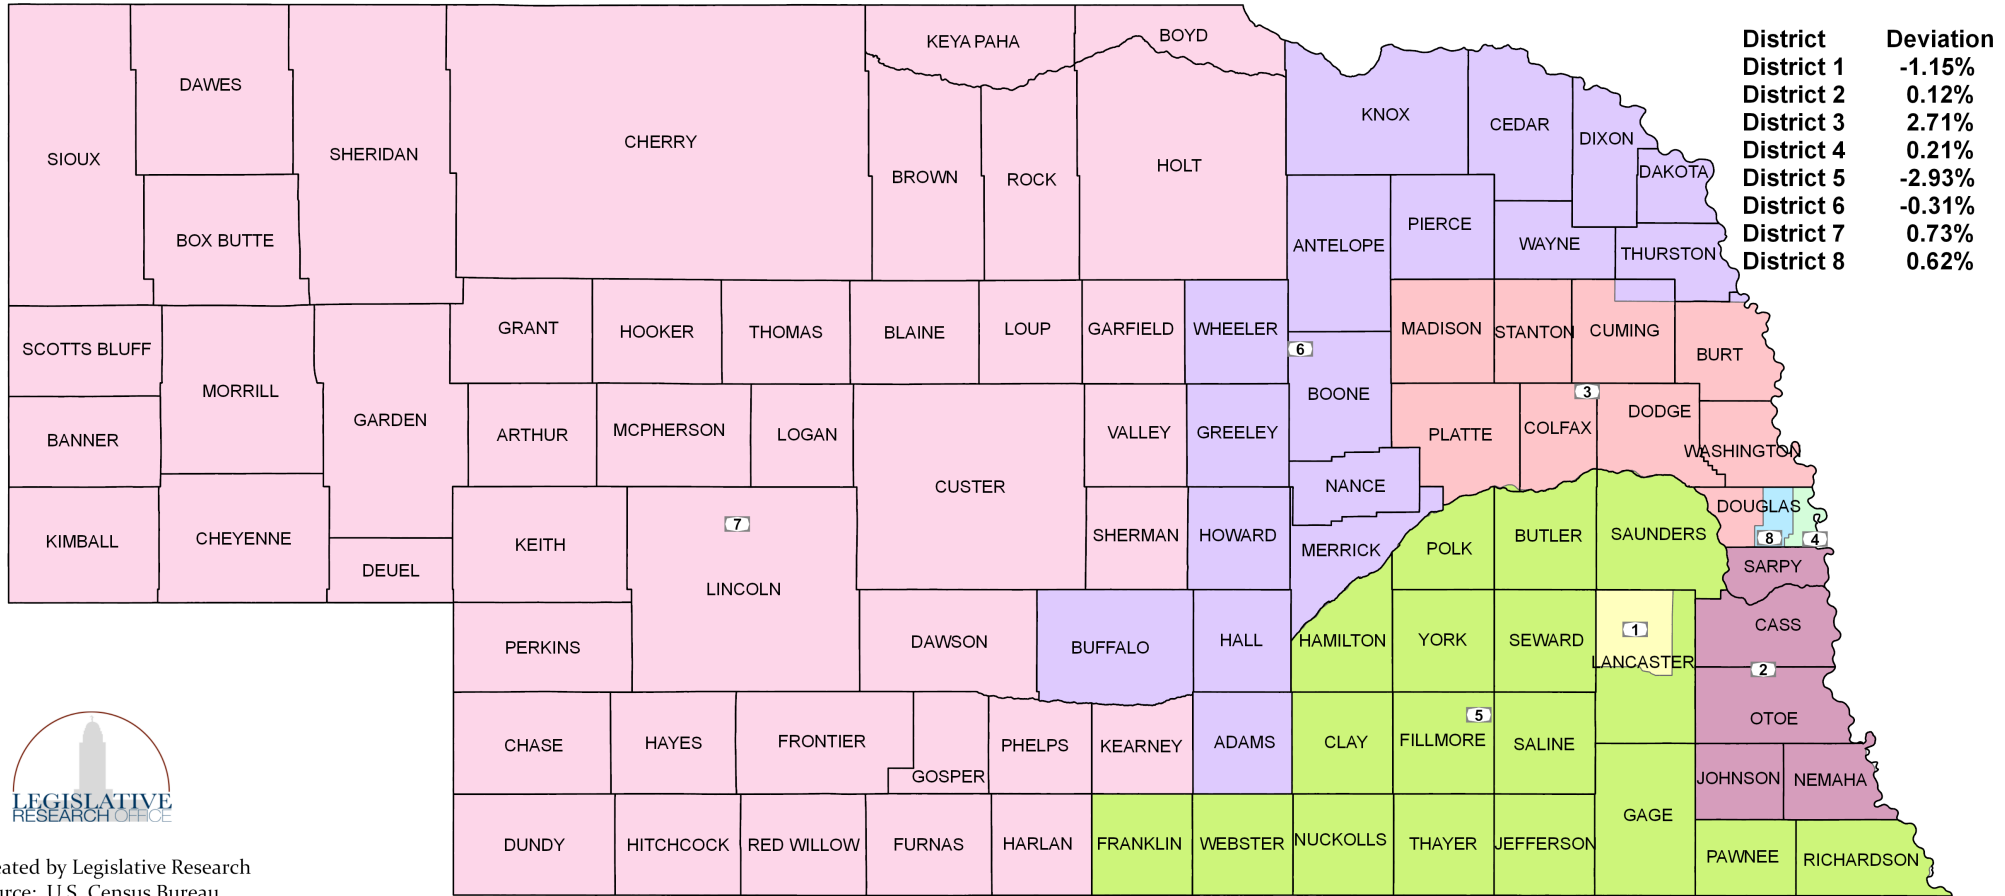 District Deviation
District 1 -1.15%
District 2 0.12%
District 3 2.71%
District 4 0.21%
District 5 -2.93%
District 6 -0.31%
District 7 0.73%
District 8 0.62%
KEYA PAHA
BOYD
DAWES
SIOUX
SHERIDAN
CHERRY
BROWN
ROCK
HOLT
KNOX
CEDAR
DIXON
DAKOTA
BOX BUTTE
ANTELOPE
PIERCE
WAYNE
THURSTON
SCOTTS BLUFF
MORRILL
GRANT
HOOKER
THOMAS
BLAINE
LOUP
GARFIELD
WHEELER
6
BOONE
MADISON
STANTON
CUMING
BURT
3
BANNER
GARDEN
ARTHUR
MCPHERSON
LOGAN
CUSTER
VALLEY
GREELEY
PLATTE
COLFAX
DODGE
WASHINGTON
NANCE
KIMBALL
CHEYENNE
DEUEL
KEITH
7
LINCOLN
SHERMAN
HOWARD
MERRICK
POLK
BUTLER
SAUNDERS
DOUGLAS
8
4
SARPY
PERKINS
DAWSON
BUFFALO
HALL
HAMILTON
YORK
SEWARD
1
LANCASTER
CASS
2
OTOE
CHASE
HAYES
FRONTIER
GOSPER
PHELPS
KEARNEY
ADAMS
CLAY
5
FILLMORE
SALINE
JOHNSON
NEMAHA
GAGE
DUNDY
HITCHCOCK
RED WILLOW
FURNAS
HARLAN
FRANKLIN
WEBSTER
NUCKOLLS
THAYER
JEFFERSON
PAWNEE
RICHARDSON
LEGISLATIVE
RESEARCH OFFICE
eated by Legislative Research
urce: U.S. Census Bureau